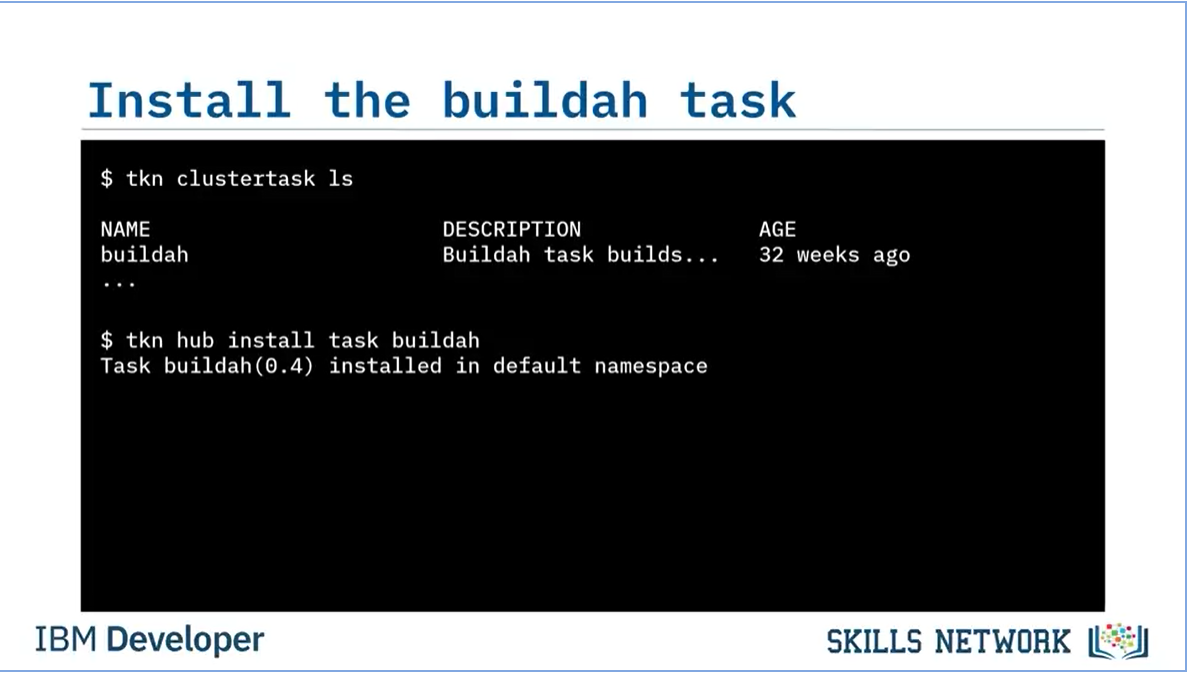 Install the buildah task
$ tkn clustertask ls
NAME DESCRIPTION AGE
buildah Buildah task builds... 32 weeks ago
...
$ tkn hub install task buildah
Task buildah(0.4) installed in default namespace
IBM Developer
SKILLS NETWORK